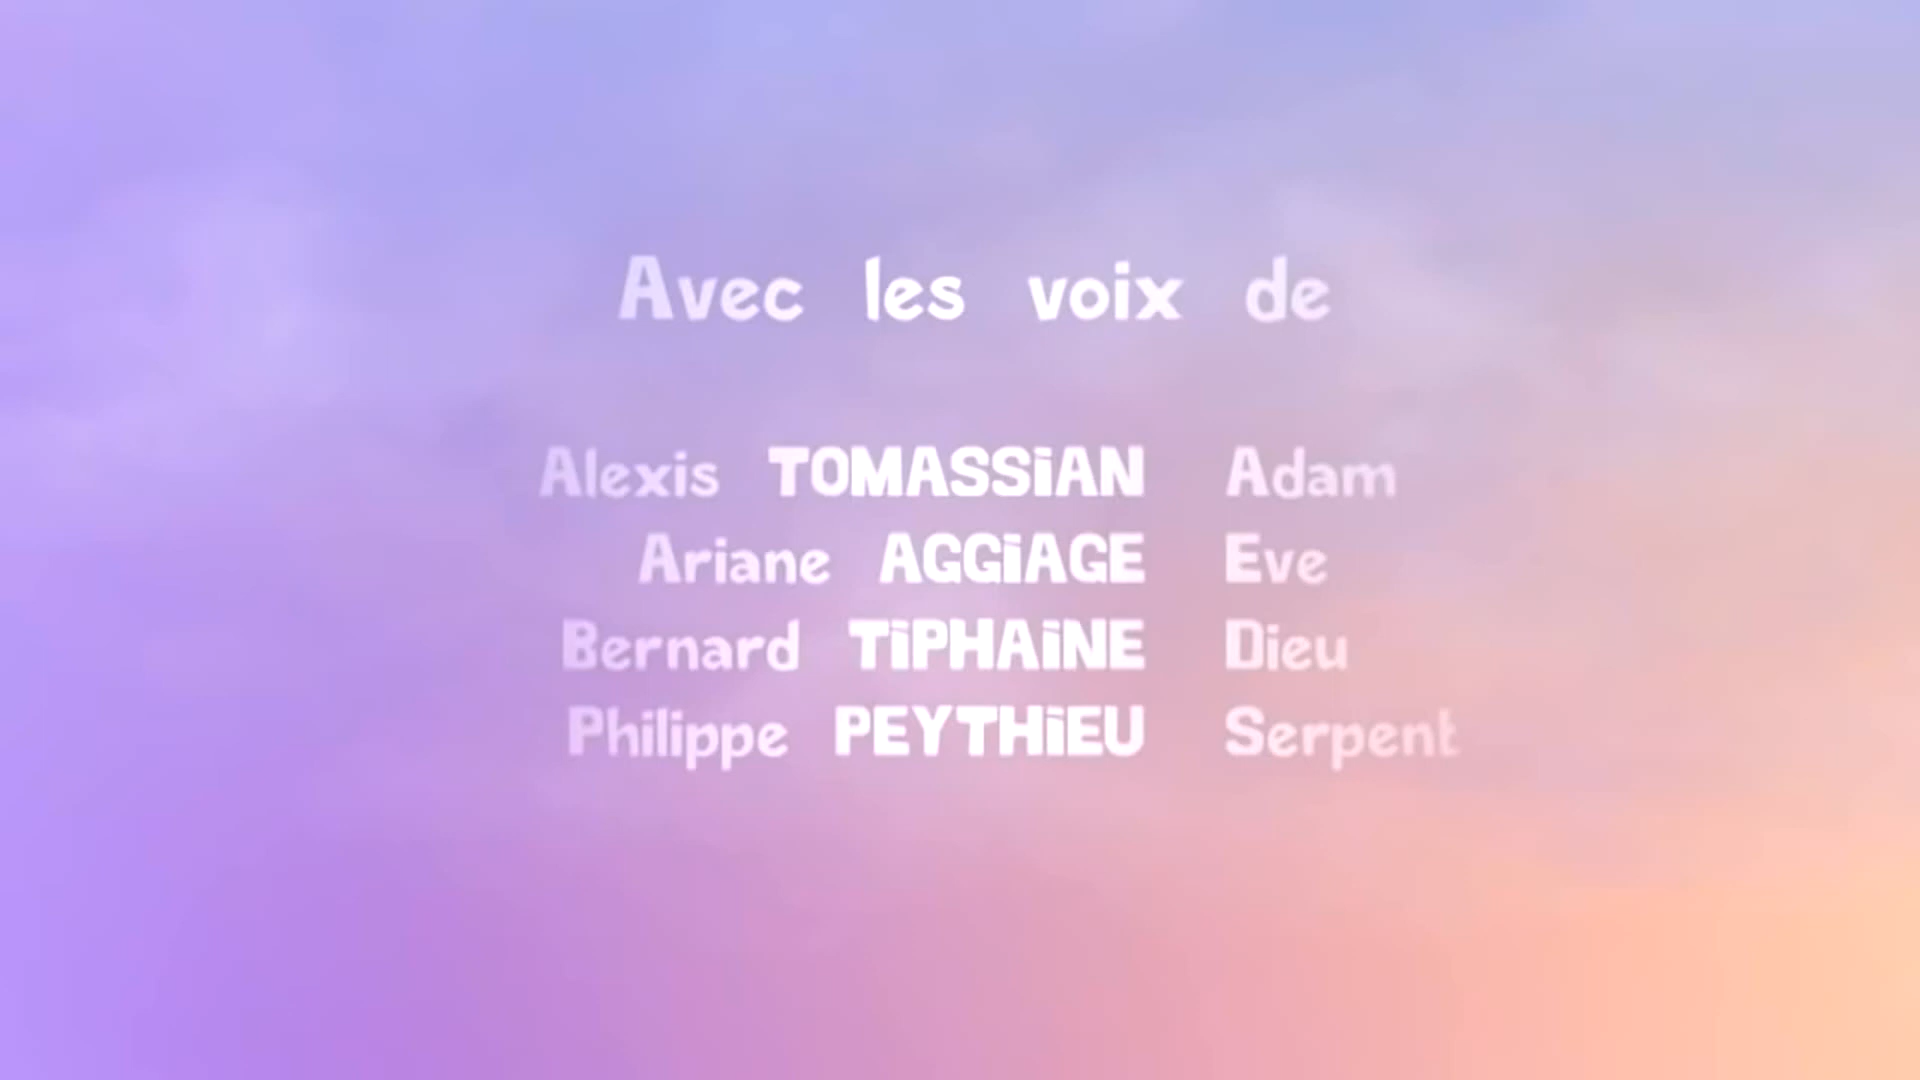 Avec les voix de
Alexis TOMASSiAN Adam
Ariane AGGiAGE Eve
Bernard TiPHAiNE Dieu
Philippe PEYTHiEU Serpent